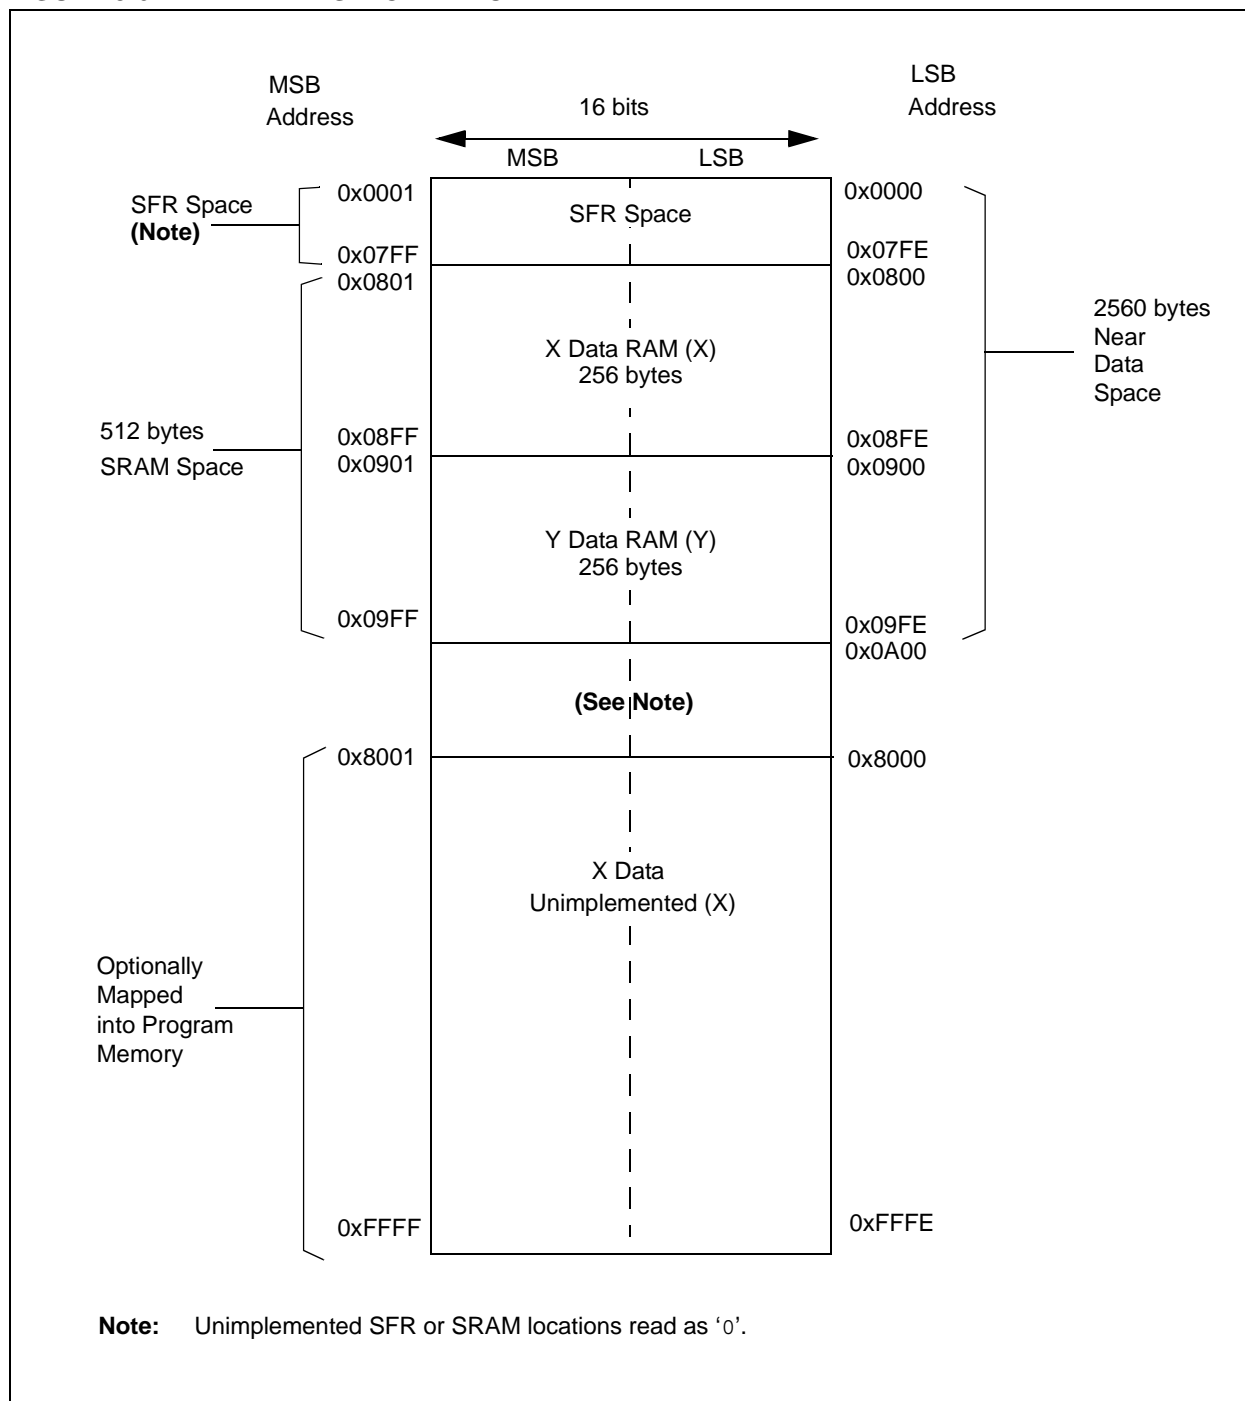 MSB
Address
LSB
Address
16 bits
MSB
LSB
SFR Space
(Note)
0x0001
0x07FF
0x0801
SFR Space
0x0000
0x07FE
0x0800
2560 bytes
Near
Data
Space
X Data RAM (X)
256 bytes
512 bytes
SRAM Space
0x08FF
0x0901
0x08FE
0x0900
Y Data RAM (Y)
256 bytes
0x09FF
0x09FE
0x0A00
(See Note)
0x8001
0x8000
X Data
Unimplemented (X)
Optionally
Mapped
into Program
Memory
0xFFFF
0xFFFE
Note: Unimplemented SFR or SRAM locations read as ‘0’.